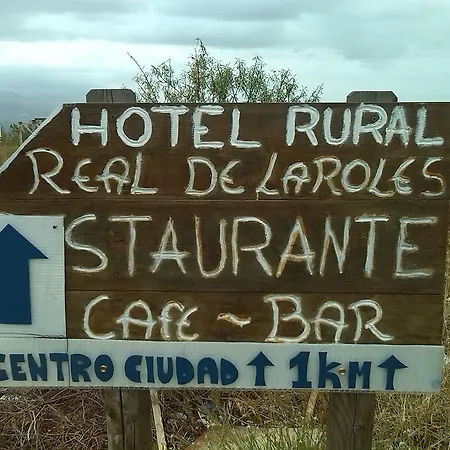 HOTEL RURAL
REAL DE LAROLES
STAURANTE
CAFE ~ BAR
CENTRO CIUDAD ↑ 1KM ↑